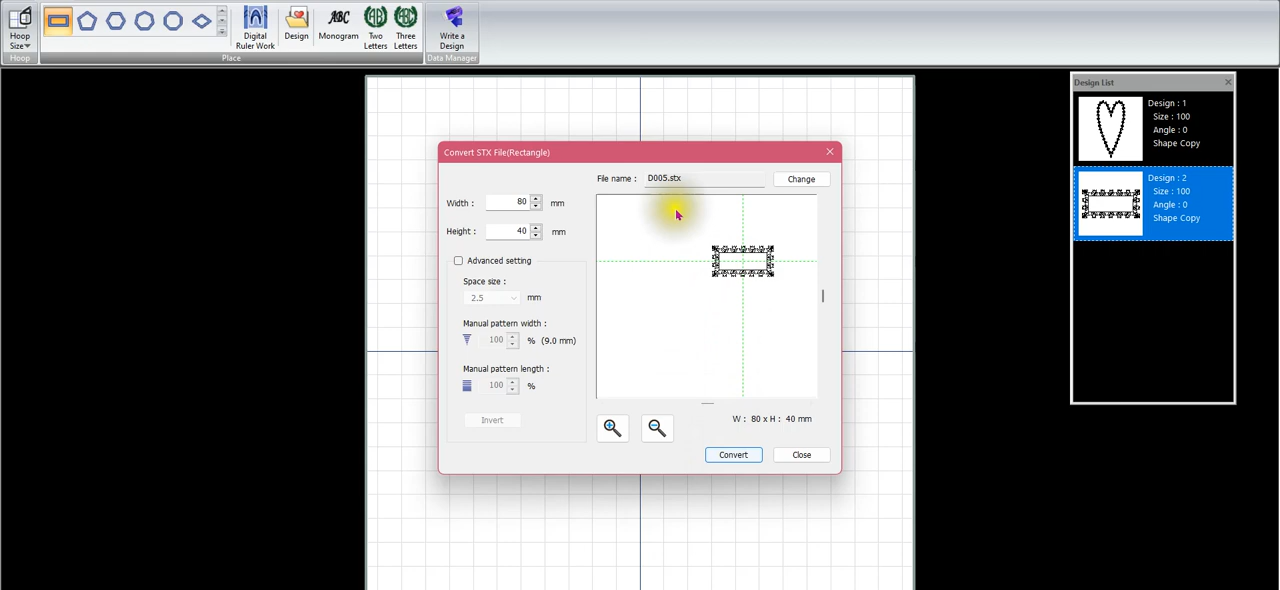 Hoop
Size
Hoop
Digital
Ruler Work
Design
ABC
Monogram
Two
Letters
Three
Letters
Place
Write a
Design
Data Manager
Design List
Design : 1
Size : 100
Angle : 0
Shape Copy
Design : 2
Size : 100
Angle : 0
Shape Copy
Convert STX File(Rectangle)
File name : D005.stx
Change
Width : 80 mm
Height : 40 mm
Advanced setting
Space size :
2.5 mm
Manual pattern width :
100 % (9.0 mm)
Manual pattern length :
100 %
Invert
W : 80 x H : 40 mm
Convert
Close